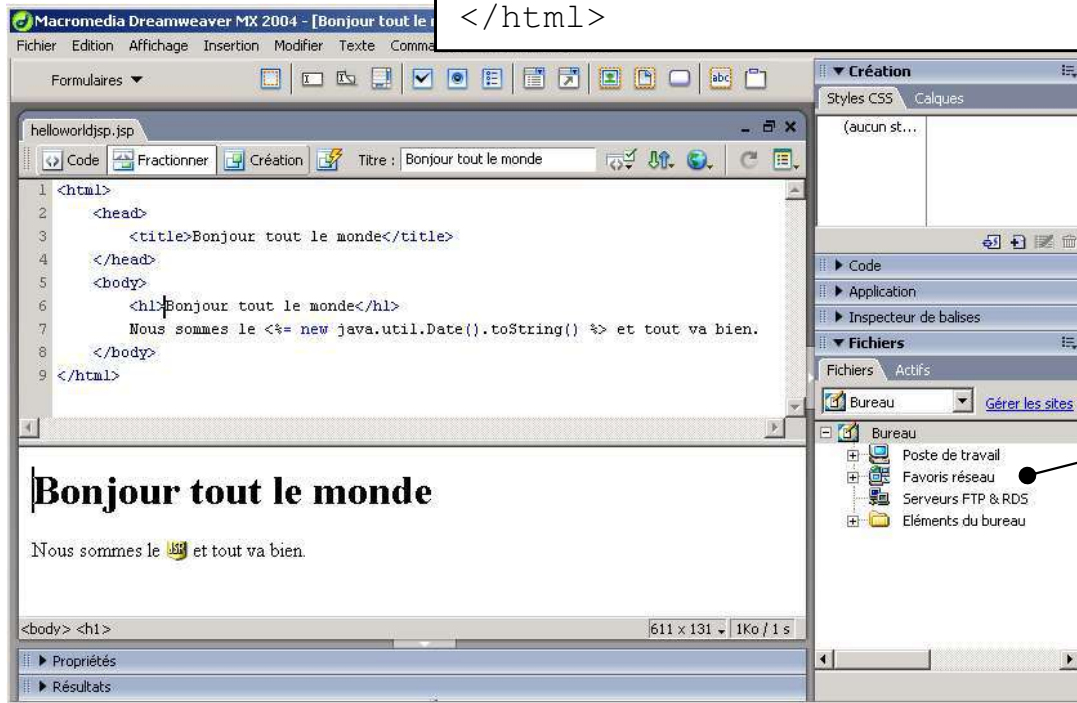 </html>
Macromedia Dreamweaver MX 2004 - [Bonjour tout le
Fichier Edition Affichage Insertion Modifier Texte Comma
Formulaires
abc
helloworldjsp.jsp
Code Fractionner Création Titre : Bonjour tout le monde
1 <html>
2 <head>
3 <title>Bonjour tout le monde</title>
4 </head>
5 <body>
6 <h1>Bonjour tout le monde</h1>
7 Nous sommes le <%= new java.util.Date().toString() %> et tout va bien.
8 </body>
9 </html>
Bonjour tout le monde
Nous sommes le JSP et tout va bien.
<body> <h1>
611 x 131 1Ko / 1 s
Propriétés
Résultats
Création
Styles CSS Calques
(aucun st...
Code
Application
Inspecteur de balises
Fichiers
Fichiers Actifs
Bureau Gérer les sites
Bureau
Poste de travail
Favoris réseau
Serveurs FTP & RDS
Eléments du bureau